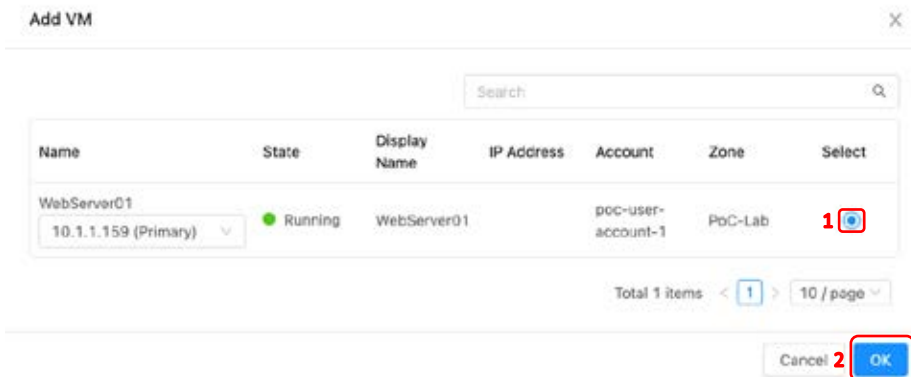 Add VM
Search
Name State Display Name IP Address Account Zone Select
WebServer01
10.1.1.159 (Primary) Running WebServer01 poc-user-account-1 PoC-Lab 1
Total 1 items < 1 > 10 / page
Cancel 2 OK